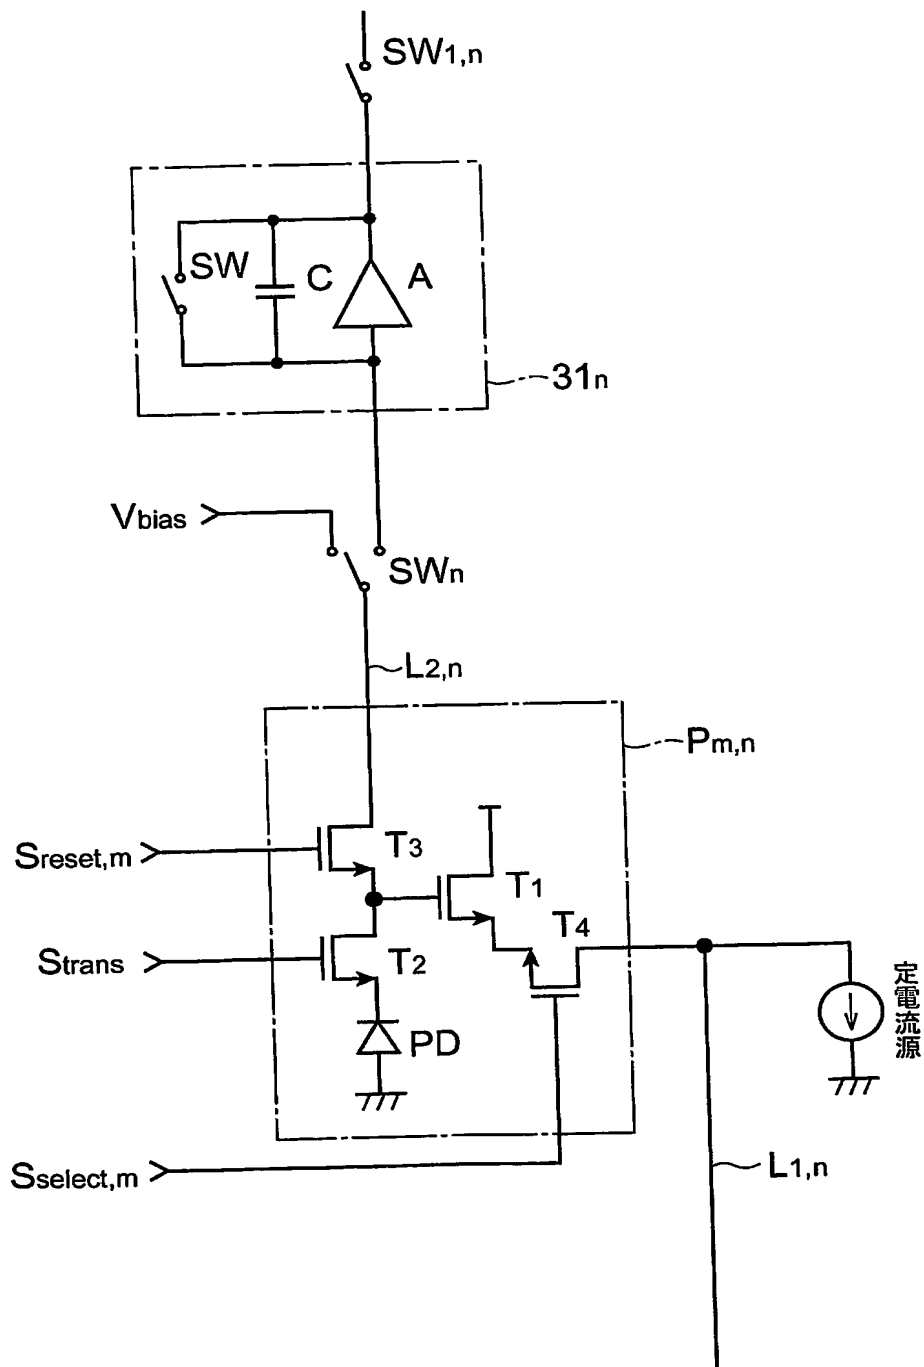 SW1,n
SW
C
A
31n
Vbias
SWn
L2,n
Pm,n
Sreset,m
T3
T1
Strans
T2
T4
PD
定電流源
Sselect,m
L1,n